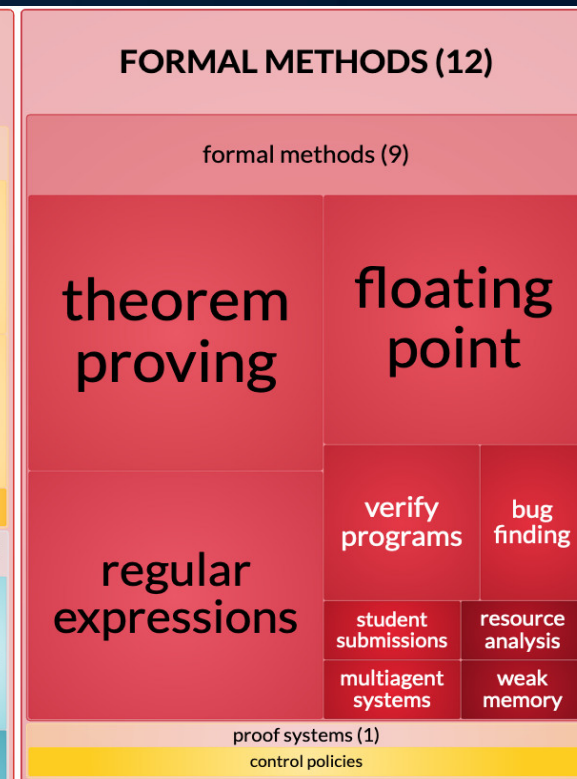 FORMAL METHODS (12)
formal methods (9)
theorem
proving
floating
point
regular
expressions
verify
programs
bug
finding
student
submissions
resource
analysis
multiagent
systems
weak
memory
proof systems (1)
control policies